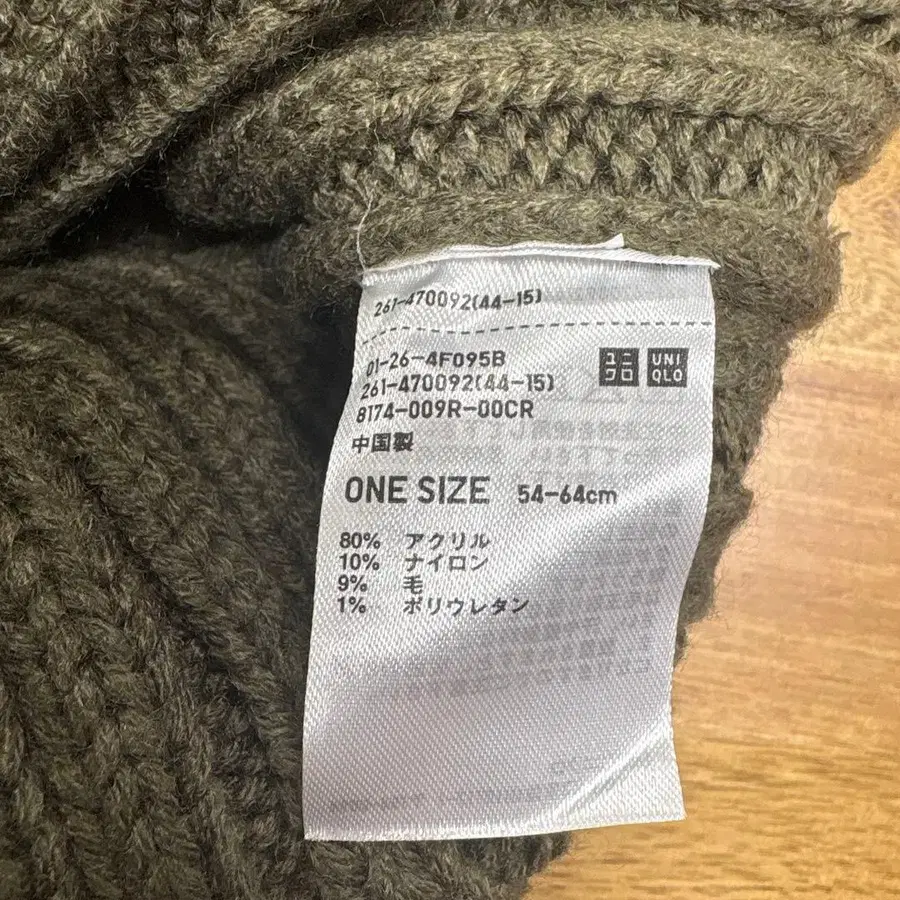 261-470092(44-15)
01-26-4F095B
261-470092(44-15)
8174-009R-00CR
ユニクロ
UNIQLO
中国製
ONE SIZE 54-64cm
80% アクリル
10% ナイロン
9% 毛
1% ポリウレタン